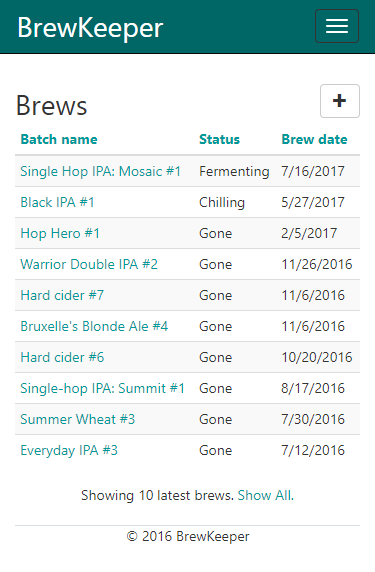 BrewKeeper
Brews
Batch name Status Brew date
Single Hop IPA: Mosaic #1 Fermenting 7/16/2017
Black IPA #1 Chilling 5/27/2017
Hop Hero #1 Gone 2/5/2017
Warrior Double IPA #2 Gone 11/26/2016
Hard cider #7 Gone 11/6/2016
Bruxelle's Blonde Ale #4 Gone 11/6/2016
Hard cider #6 Gone 10/20/2016
Single-hop IPA: Summit #1 Gone 8/17/2016
Summer Wheat #3 Gone 7/30/2016
Everyday IPA #3 Gone 7/12/2016
Showing 10 latest brews. Show All.
© 2016 BrewKeeper